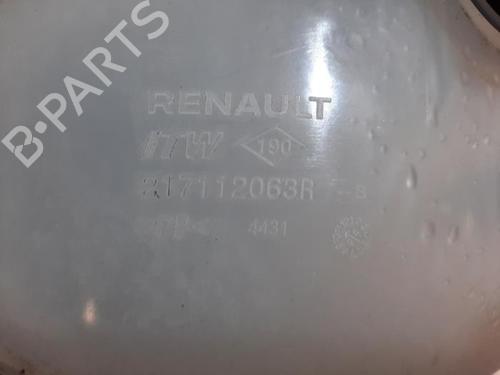 B-PARTS
RENAULT
ITW 190
217112063R -B
4431